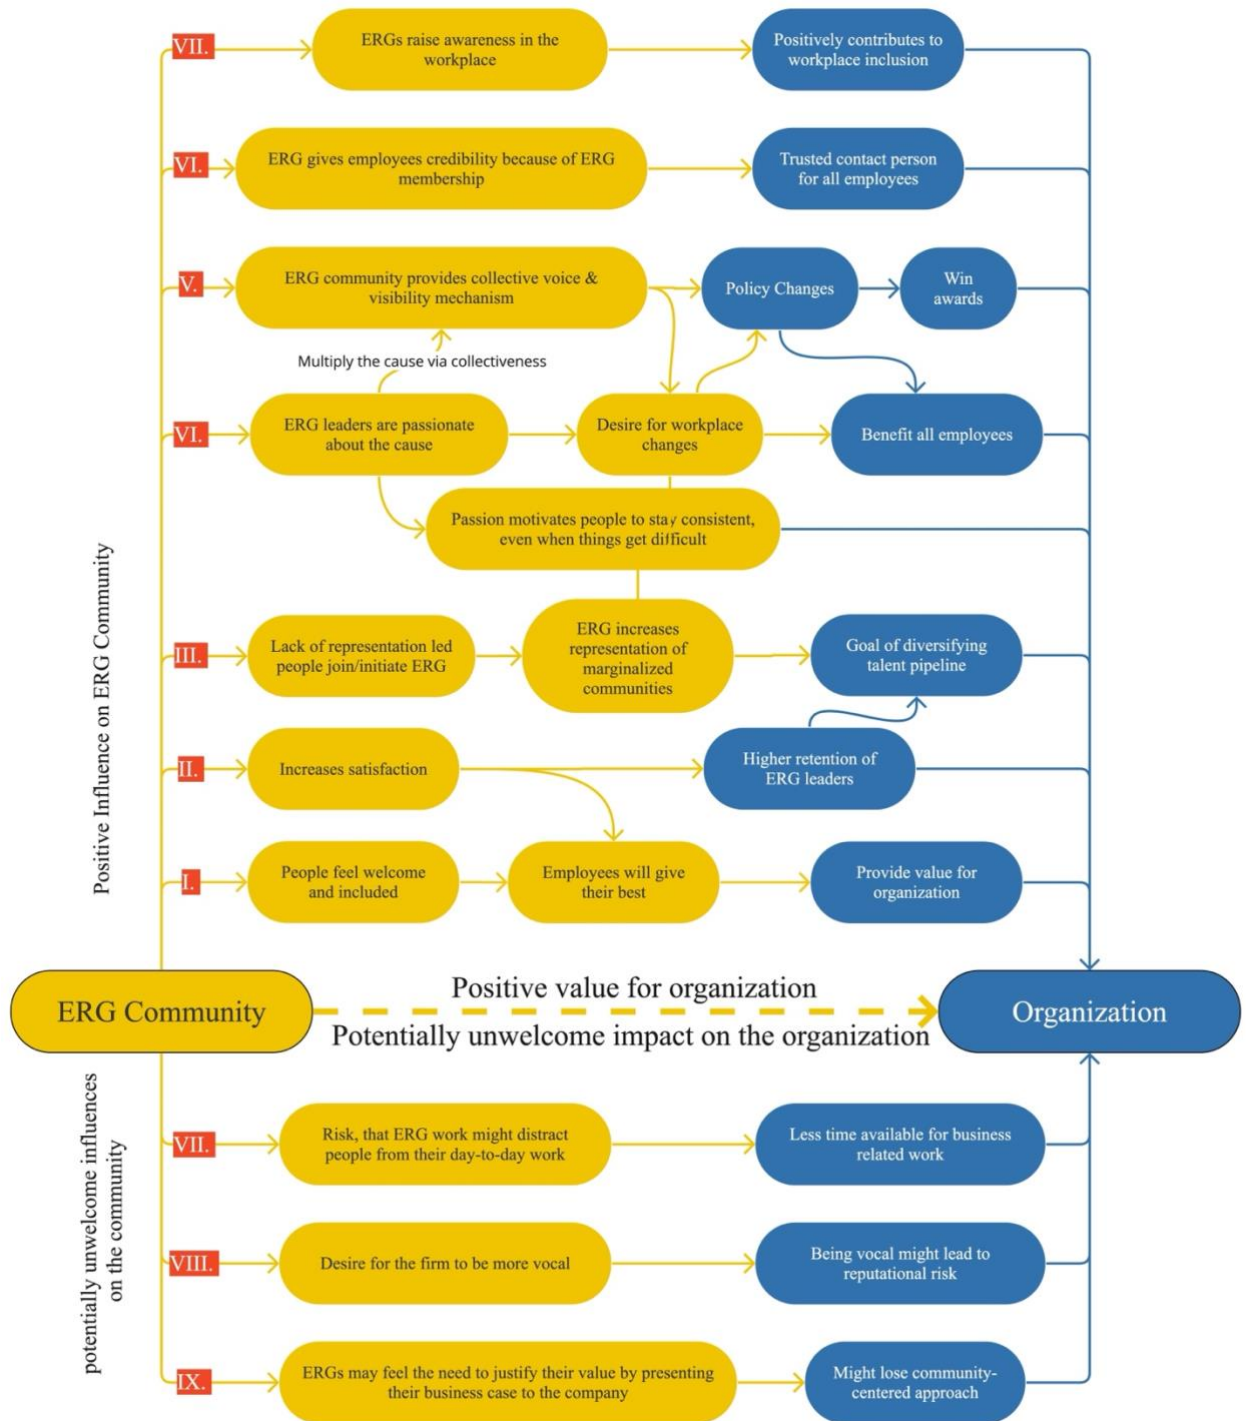 VII.
ERGs raise awareness in the
workplace
Positively contributes to
workplace inclusion
VI.
ERG gives employees credibility because of ERG
membership
Trusted contact person
for all employees
V.
ERG community provides collective voice &
visibility mechanism
Policy Changes
Win
awards
Multiply the cause via collectiveness
VI.
ERG leaders are passionate
about the cause
Desire for workplace
changes
Benefit all employees
Passion motivates people to stay consistent,
even when things get difficult
Positive Influence on ERG Community
III.
Lack of representation led
people join/initiate ERG
ERG increases
representation of
marginalized
communities
Goal of diversifying
talent pipeline
II.
Increases satisfaction
Higher retention of
ERG leaders
I.
People feel welcome
and included
Employees will give
their best
Provide value for
organization
ERG Community
Positive value for organization
Potentially unwelcome impact on the organization
Organization
potentially unwelcome influences
on the community
VII.
Risk, that ERG work might distract
people from their day-to-day work
Less time available for business
related work
VIII.
Desire for the firm to be more vocal
Being vocal might lead to
reputational risk
IX.
ERGs may feel the need to justify their value by presenting
their business case to the company
Might lose community-
centered approach